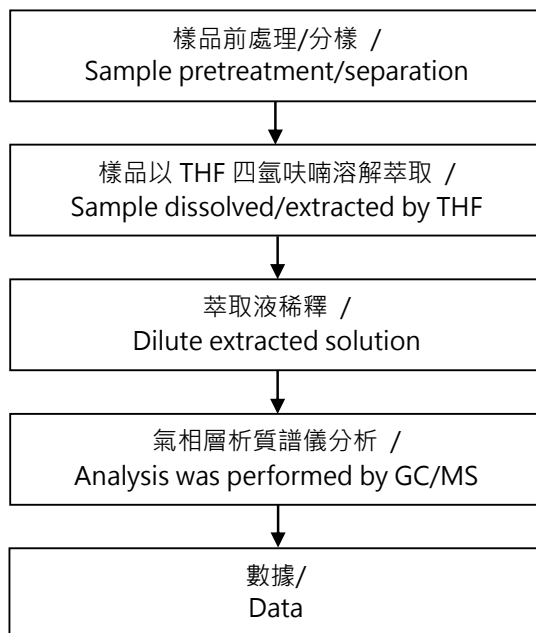 樣品前處理/分樣 /
Sample pretreatment/separation
樣品以 THF 四氫呋喃溶解萃取 /
Sample dissolved/extracted by THF
萃取液稀釋 /
Dilute extracted solution
氣相層析質譜儀分析 /
Analysis was performed by GC/MS
數據/
Data